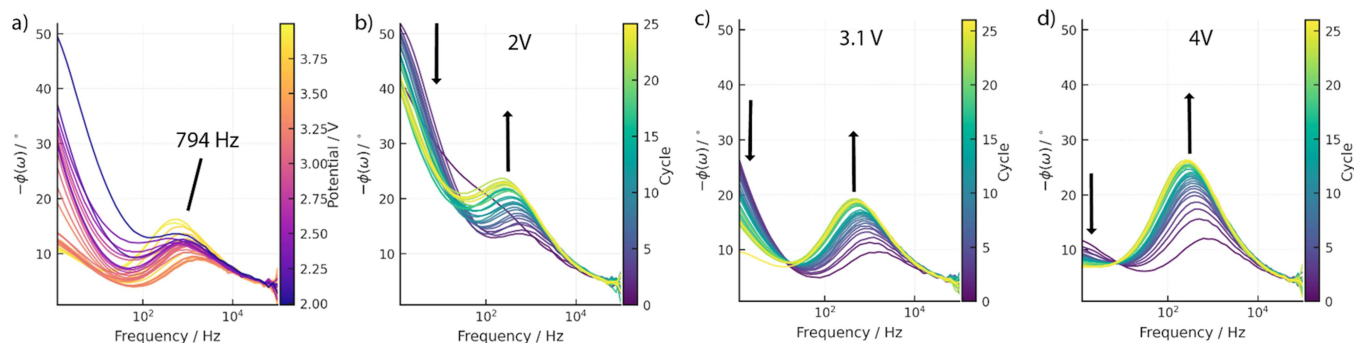 a)
50
40
30
20
10
−ϕ(ω)/ °
10² 10⁴
Frequency / Hz
794 Hz
3.75
3.50
3.25
3.00
2.75
2.50
2.25
2.00
Potential / V
b)
50
40
30
20
10
−ϕ(ω)/ °
10² 10⁴
Frequency / Hz
2V
25
20
15
10
5
0
Cycle
c)
50
40
30
20
10
−ϕ(ω)/ °
10² 10⁴
Frequency / Hz
3.1 V
25
20
15
10
5
0
Cycle
d)
50
40
30
20
10
−ϕ(ω)/ °
10² 10⁴
Frequency / Hz
4V
25
20
15
10
5
0
Cycle